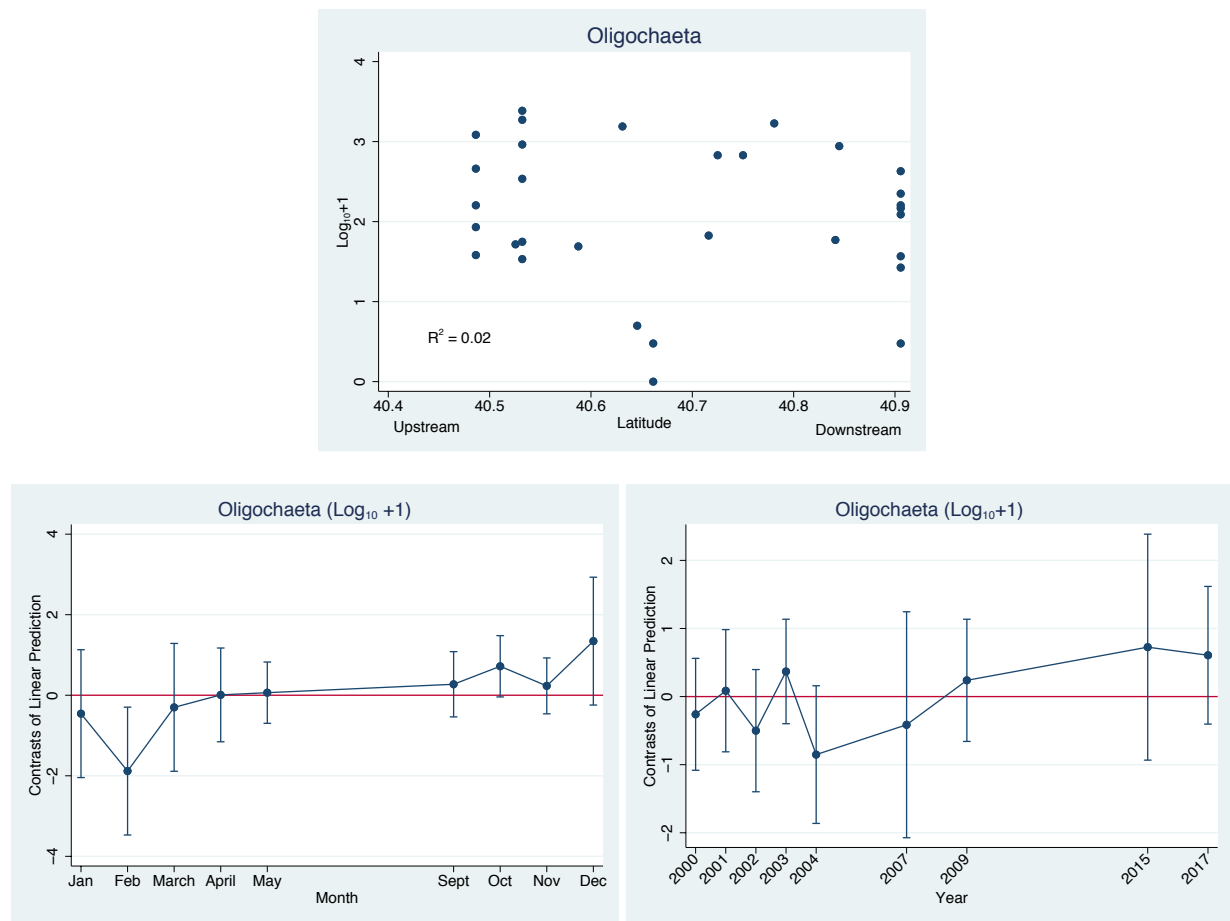 Oligochaeta
4
3
2
1
0
Log₁₀+1
R² = 0.02
40.4 40.5 40.6 40.7 40.8 40.9
Upstream Latitude Downstream
Oligochaeta (Log₁₀ +1)
4
2
0
−2
−4
Contrasts of Linear Prediction
Jan Feb March April May Sept Oct Nov Dec
Month
Oligochaeta (Log₁₀+1)
2
1
0
−1
−2
Contrasts of Linear Prediction
2000 2001 2002 2003 2004 2007 2009 2015 2017
Year